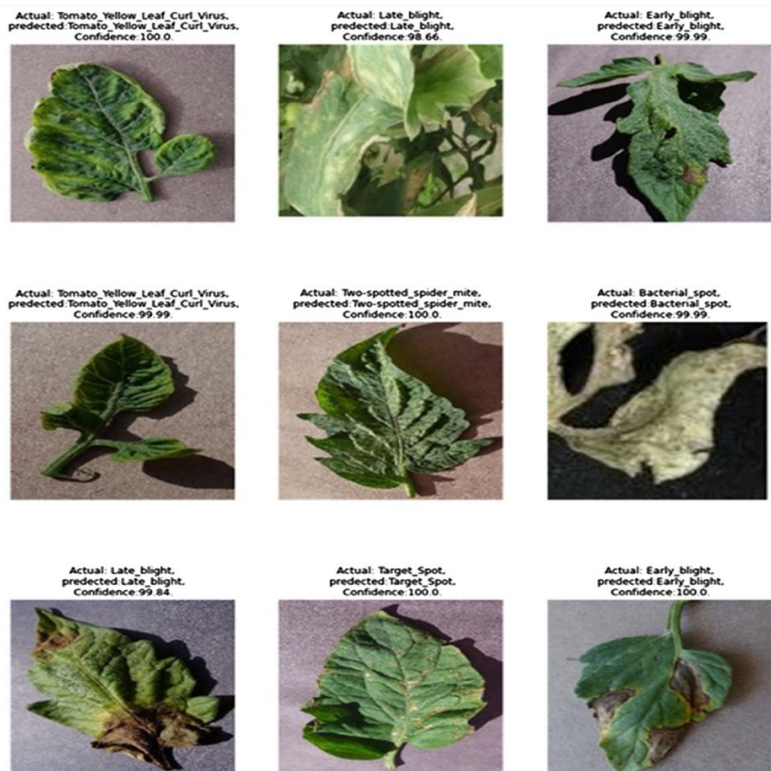 Actual: Tomato_Yellow_Leaf_Curl_Virus,
predected:Tomato_Yellow_Leaf_Curl_Virus,
Confidence:100.0.
Actual: Late_blight,
predected:Late_blight,
Confidence:98.66.
Actual: Early_blight,
predected:Early_blight,
Confidence:99.99.
Actual: Tomato_Yellow_Leaf_Curl_Virus,
predected:Tomato_Yellow_Leaf_Curl_Virus,
Confidence:99.99.
Actual: Two-spotted_spider_mite,
predected:Two-spotted_spider_mite,
Confidence:100.0.
Actual: Bacterial_spot,
predected:Bacterial_spot,
Confidence:99.99.
Actual: Late_blight,
predected:Late_blight,
Confidence:99.84.
Actual: Target_Spot,
predected:Target_Spot,
Confidence:100.0.
Actual: Early_blight,
predected:Early_blight,
Confidence:100.0.